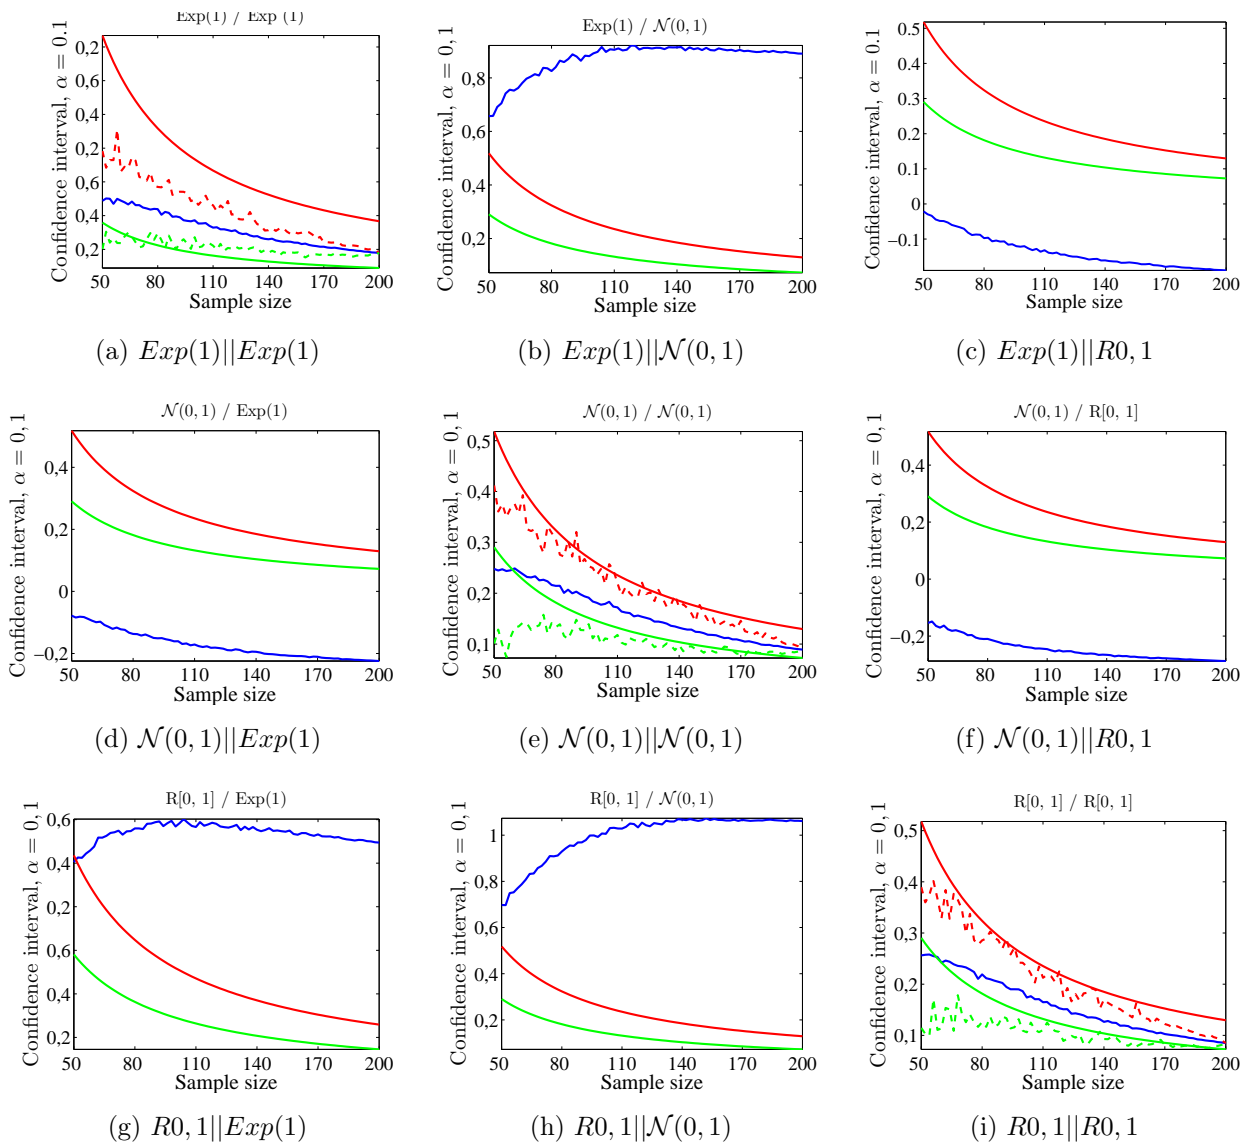 Exp(1) / Exp (1)
Confidence interval, α = 0.1
0,2
0,4
0,6
0,2
0,6
0,4
0,2
50 80 110 140 170 200
Sample size
(a) Exp(1)||Exp(1)
Exp(1) / N(0, 1)
Confidence interval, α = 0, 1
0.8
0.6
0.4
0.2
50 80 110 140 170 200
Sample size
(b) Exp(1)||N(0, 1)
Confidence interval, α = 0.1
0.5
0.4
0.3
0.2
0.1
0
−0.1
50 80 110 140 170 200
Sample size
(c) Exp(1)||R0, 1
N(0, 1) / Exp(1)
Confidence interval, α = 0, 1
0,4
0,2
0
−0,2
50 80 110 140 170 200
Sample size
(d) N(0, 1)||Exp(1)
N(0, 1) / N(0, 1)
Confidence interval, α = 0, 1
0,5
0,4
0,3
0,2
0,1
50 80 110 140 170 200
Sample size
(e) N(0, 1)||N(0, 1)
N(0, 1) / R[0, 1]
Confidence interval, α = 0, 1
0,4
0,2
0
−0,2
50 80 110 140 170 200
Sample size
(f) N(0, 1)||R0, 1
R[0, 1] / Exp(1)
Confidence interval, α = 0, 1
0,6
0,4
0,2
0,6
0,4
0,2
50 80 110 140 170 200
Sample size
(g) R0, 1||Exp(1)
R[0, 1] / N(0, 1)
Confidence interval, α = 0, 1
1
0.8
0.6
0,4
0,2
50 80 110 140 170 200
Sample size
(h) R0, 1||N(0, 1)
R[0, 1] / R[0, 1]
Confidence interval, α = 0, 1
0,5
0,4
0,3
0,2
0,1
50 80 110 140 170 200
Sample size
(i) R0, 1||R0, 1